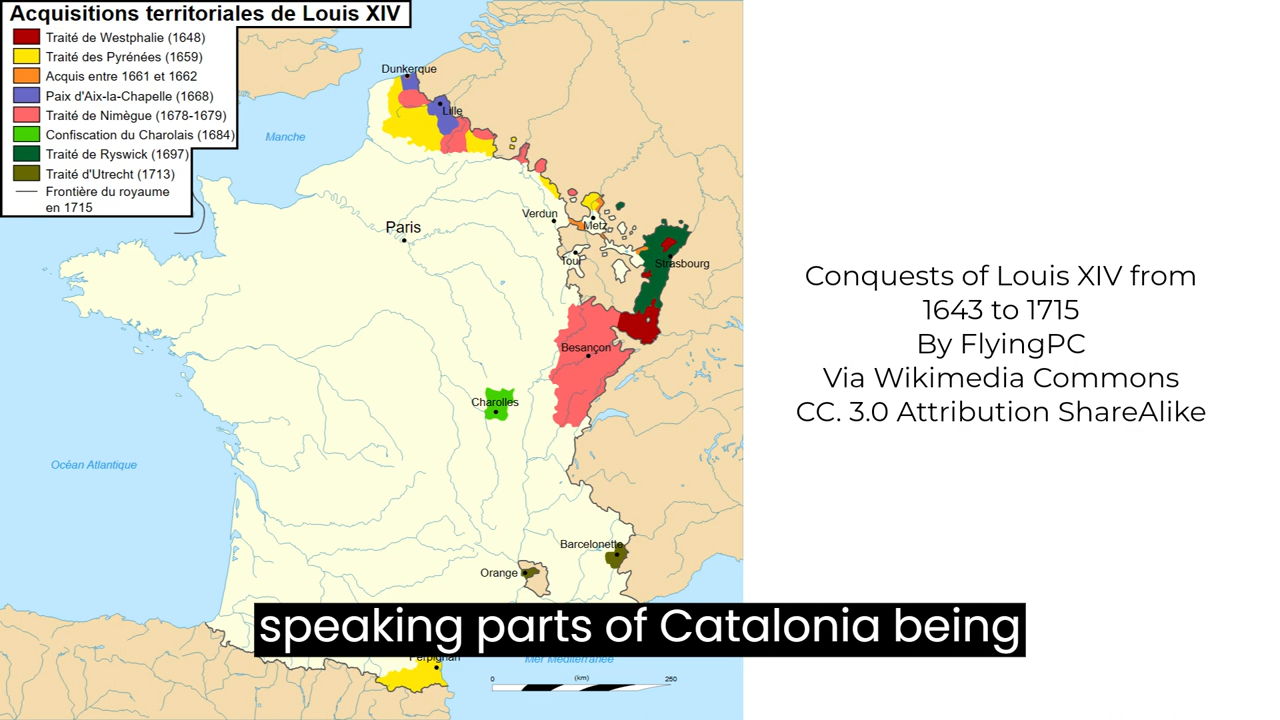 Acquisitions territoriales de Louis XIV
Traité de Westphalie (1648)
Traité des Pyrénées (1659)
Acquis entre 1661 et 1662
Paix d'Aix-la-Chapelle (1668)
Traité de Nimègue (1678-1679)
Confiscation du Charolais (1684)
Traité de Ryswick (1697)
Traité d'Utrecht (1713)
Frontière du royaume
en 1715
Dunkerque
Lille
Manche
Verdun
Metz
Paris
Toul
Strasbourg
Besançon
Charolles
Océan Atlantique
Barcelonette
Orange
Perpignan
Mer Méditerranée
0 (km) 250
Conquests of Louis XIV from
1643 to 1715
By FlyingPC
Via Wikimedia Commons
CC. 3.0 Attribution ShareAlike
speaking parts of Catalonia being